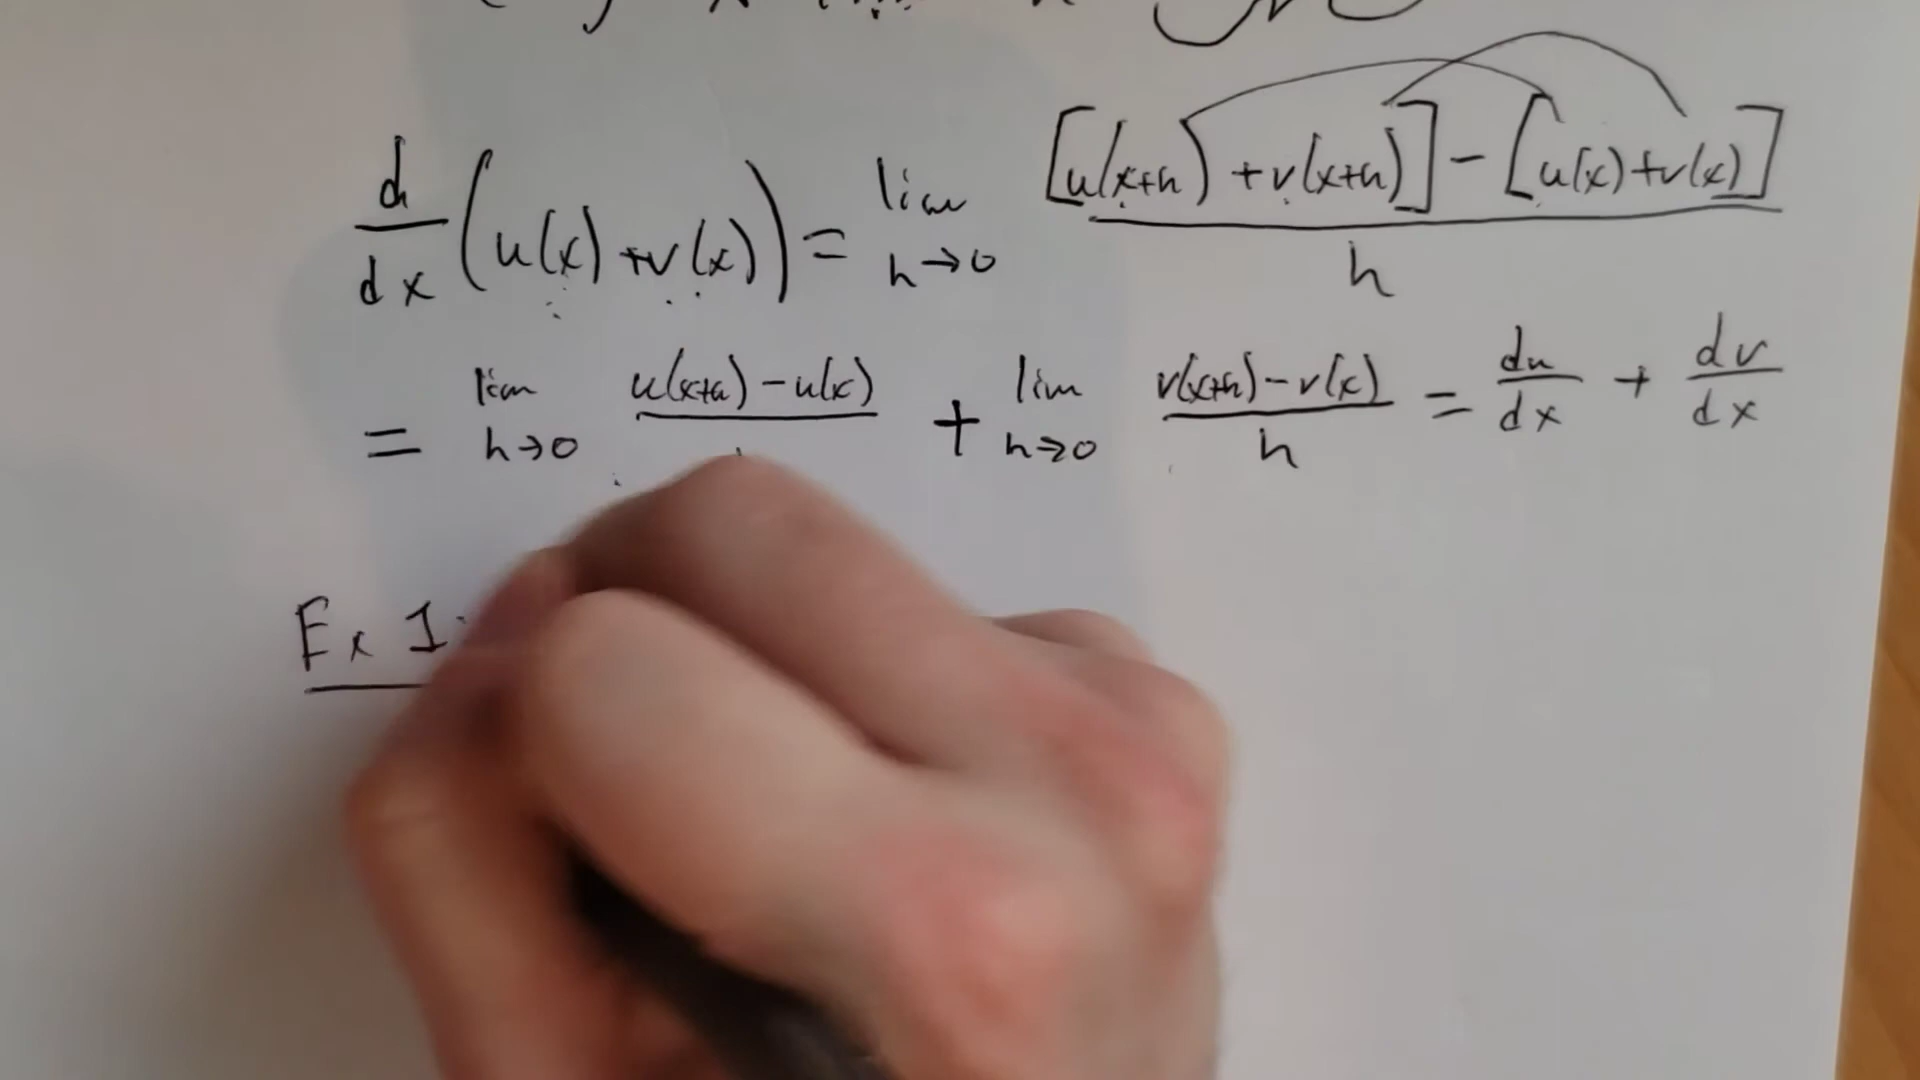 d/dx (u(x) + v(x)) = lim h→0 [u(x+h) + v(x+h)] - [u(x) + v(x)] / h
= lim h→0 u(x+h) - u(x) / + lim h→0 v(x+h) - v(x) / h = du/dx + dv/dx
Ex 1: